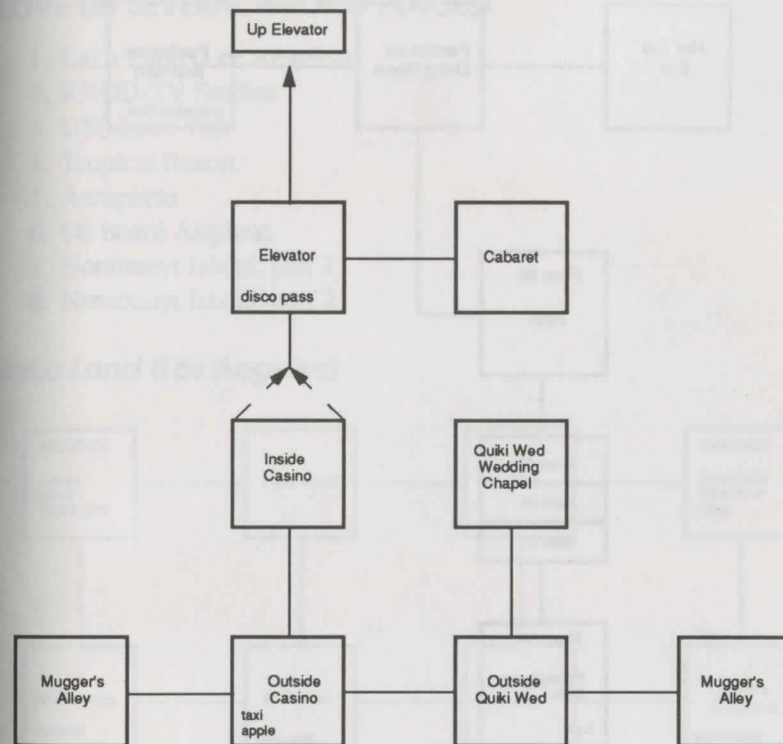 Up Elevator
Elevator
disco pass
Cabaret
Inside
Casino
Quiki Wed
Wedding
Chapel
Mugger's
Alley
Outside
Casino
taxi
apple
Outside
Quiki Wed
Mugger's
Alley